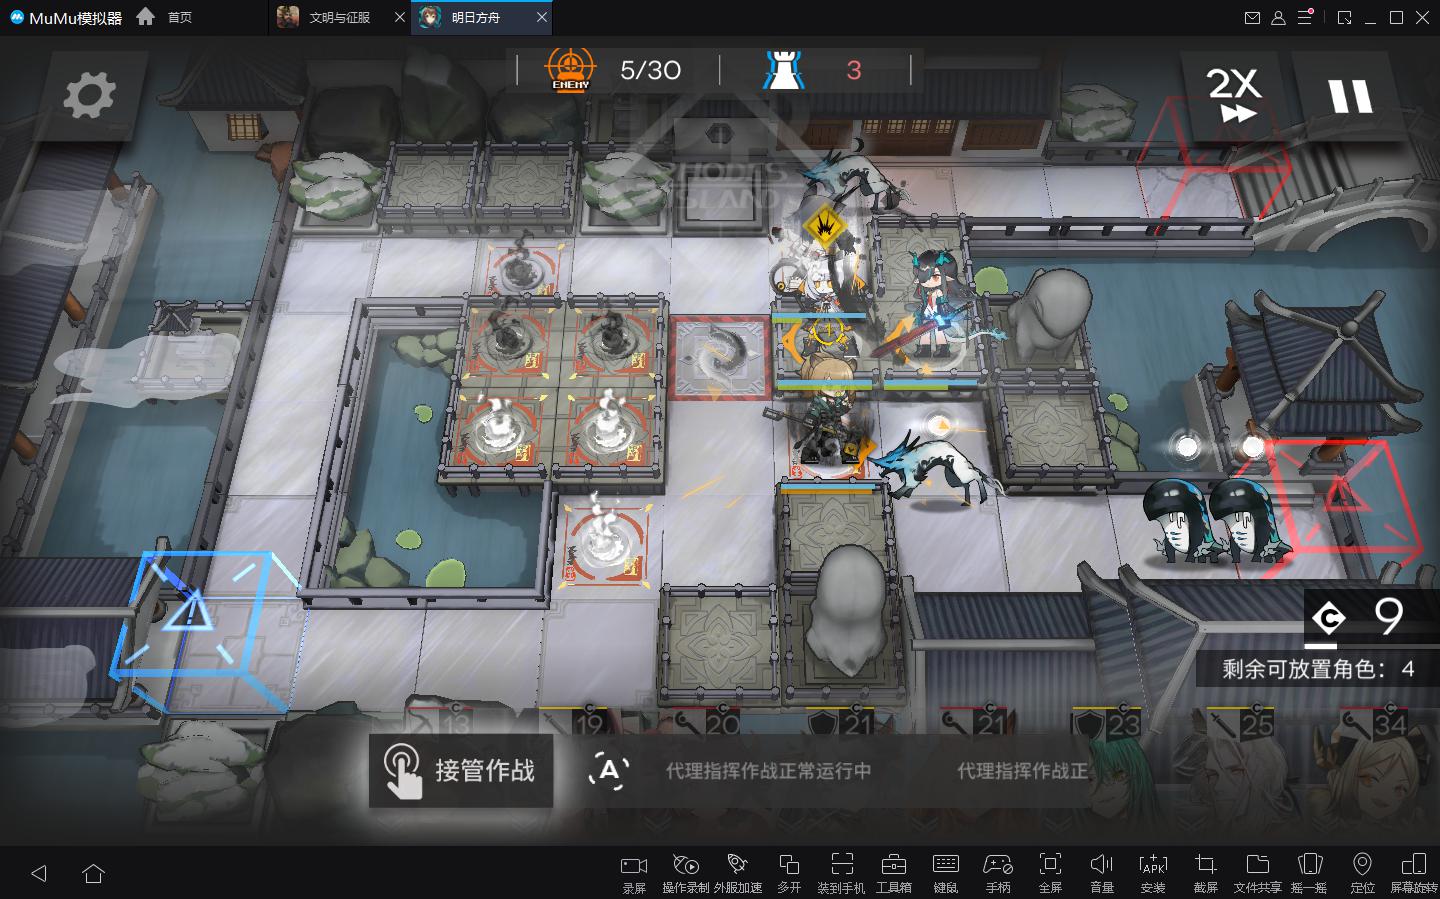 MuMu模拟器
首页
文明与征服
明日方舟
ENEMY
5/30
3
2X
RHODES
ISLAND
9
剩余可放置角色：4
13
19
20
21
21
23
25
34
接管作战
A
代理指挥作战正常运行中
代理指挥作战正
录屏
操作录制
外服加速
多开
装到手机
工具箱
键鼠
手柄
全屏
音量
APK
安装
截屏
文件共享
摇一摇
定位
屏幕旋转